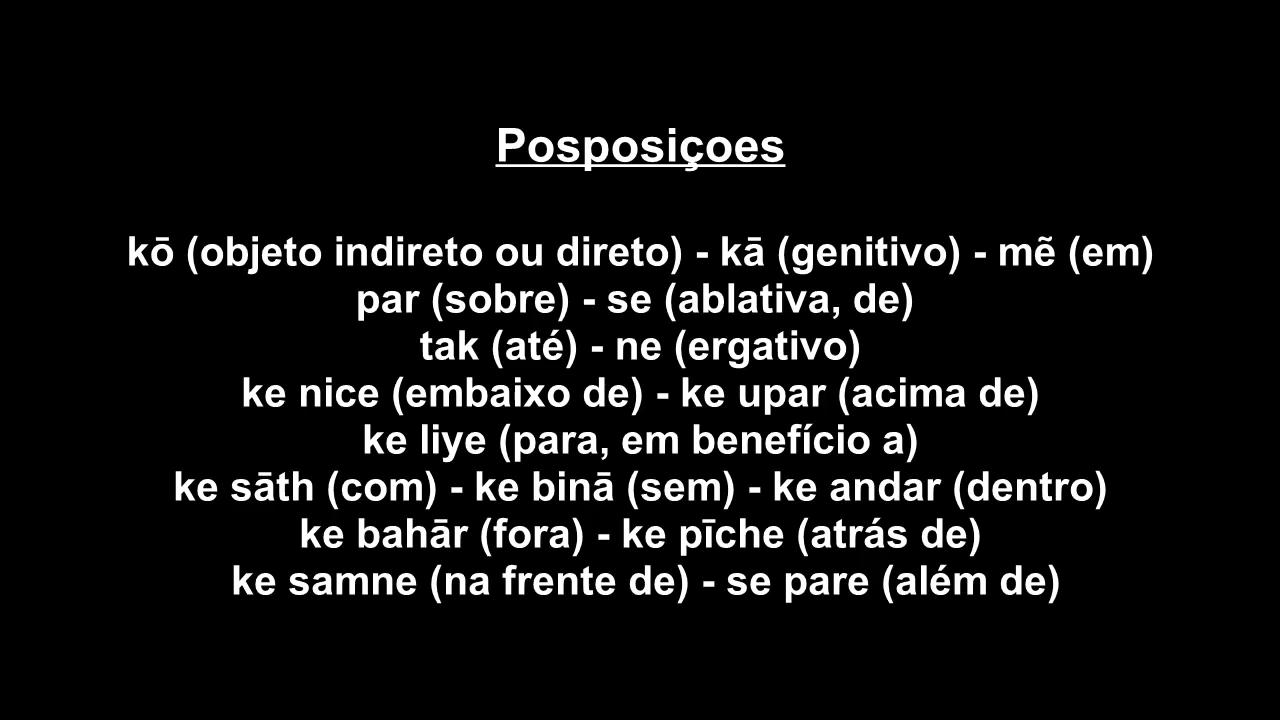 Posposiçoes
kō (objeto indireto ou direto) - kā (genitivo) - mẽ (em)
par (sobre) - se (ablativa, de)
tak (até) - ne (ergativo)
ke nice (embaixo de) - ke upar (acima de)
ke liye (para, em benefício a)
ke sāth (com) - ke binā (sem) - ke andar (dentro)
ke bahār (fora) - ke pīche (atrás de)
ke samne (na frente de) - se pare (além de)